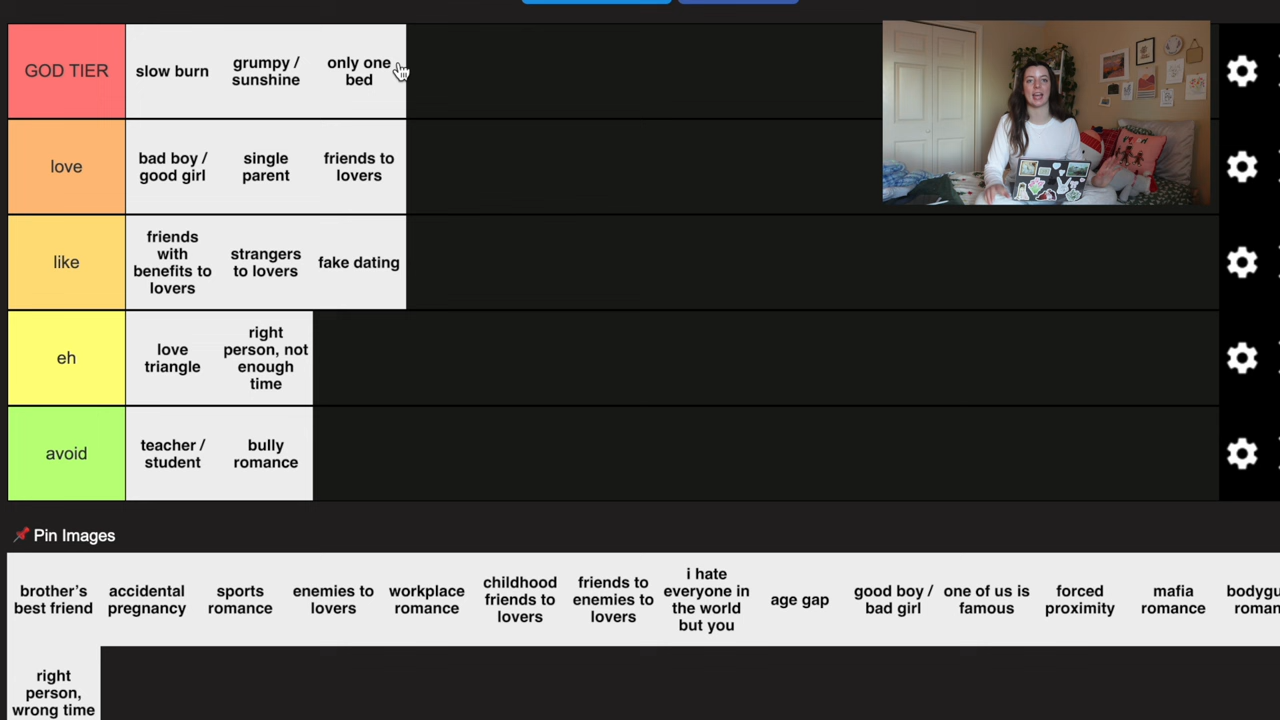 GOD TIER
slow burn
grumpy /
sunshine
only one
bed
love
bad boy /
good girl
single
parent
friends to
lovers
like
friends
with
benefits to
lovers
strangers
to lovers
fake dating
eh
love
triangle
right
person, not
enough
time
avoid
teacher /
student
bully
romance
📌 Pin Images
brother's
best friend
accidental
pregnancy
sports
romance
enemies to
lovers
workplace
romance
childhood
friends to
lovers
friends to
enemies to
lovers
i hate
everyone in
the world
but you
age gap
good boy /
bad girl
one of us is
famous
forced
proximity
mafia
romance
right
person,
wrong time